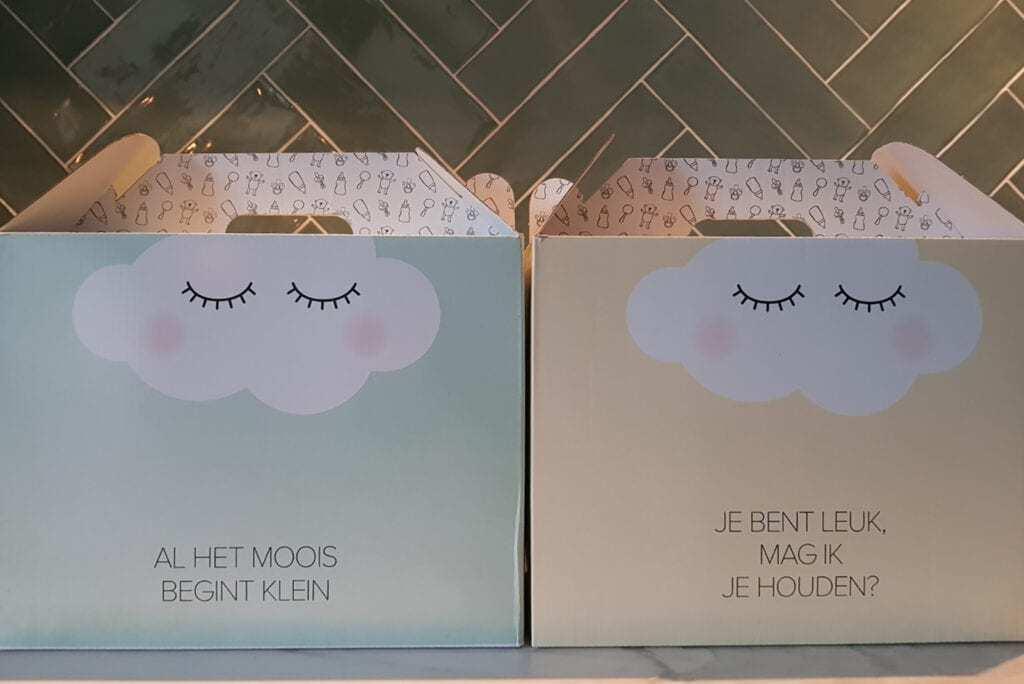 AL HET MOOIS
BEGINT KLEIN
JE BENT LEUK,
MAG IK
JE HOUDEN?